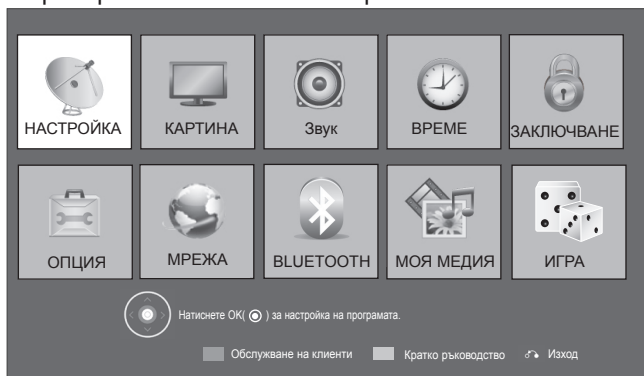 НАСТРОЙКА КАРТИНА Звук ВРЕМЕ ЗАКЛЮЧВАНЕ
ОПЦИЯ МРЕЖА BLUETOOTH МОЯ МЕДИЯ ИГРА
Натиснете OK( ) за настройка на програмата.
Обслужване на клиенти Кратко ръководство Изход